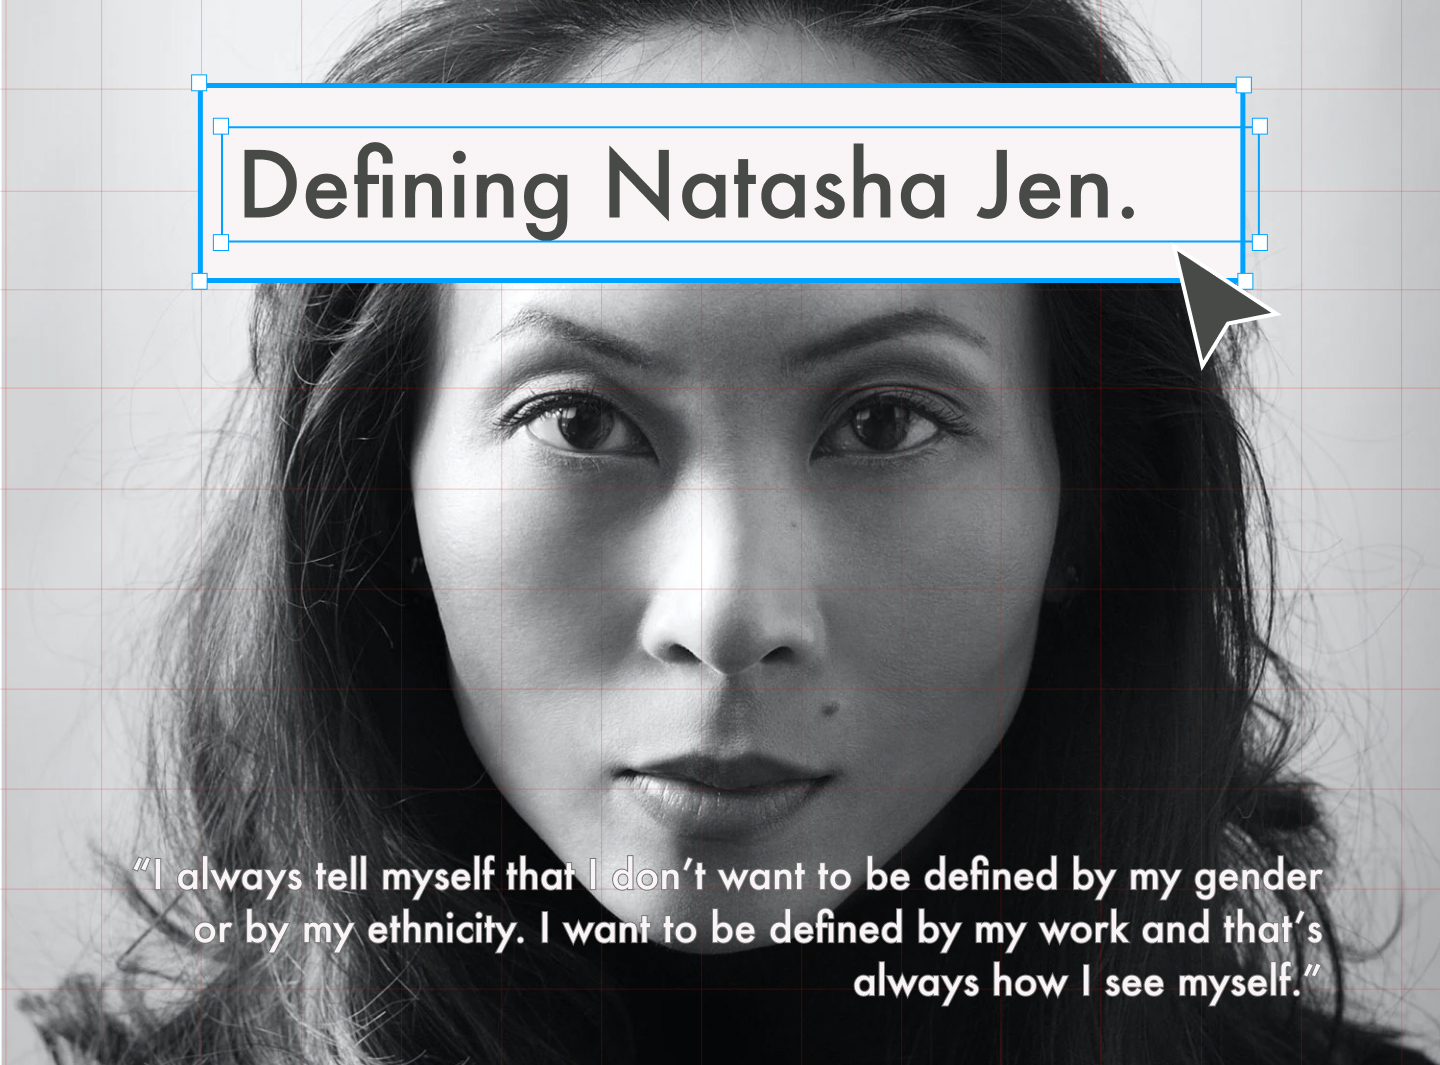 Defining Natasha Jen.
“I always tell myself that I don’t want to be defined by my gender
or by my ethnicity. I want to be defined by my work and that’s
always how I see myself.”